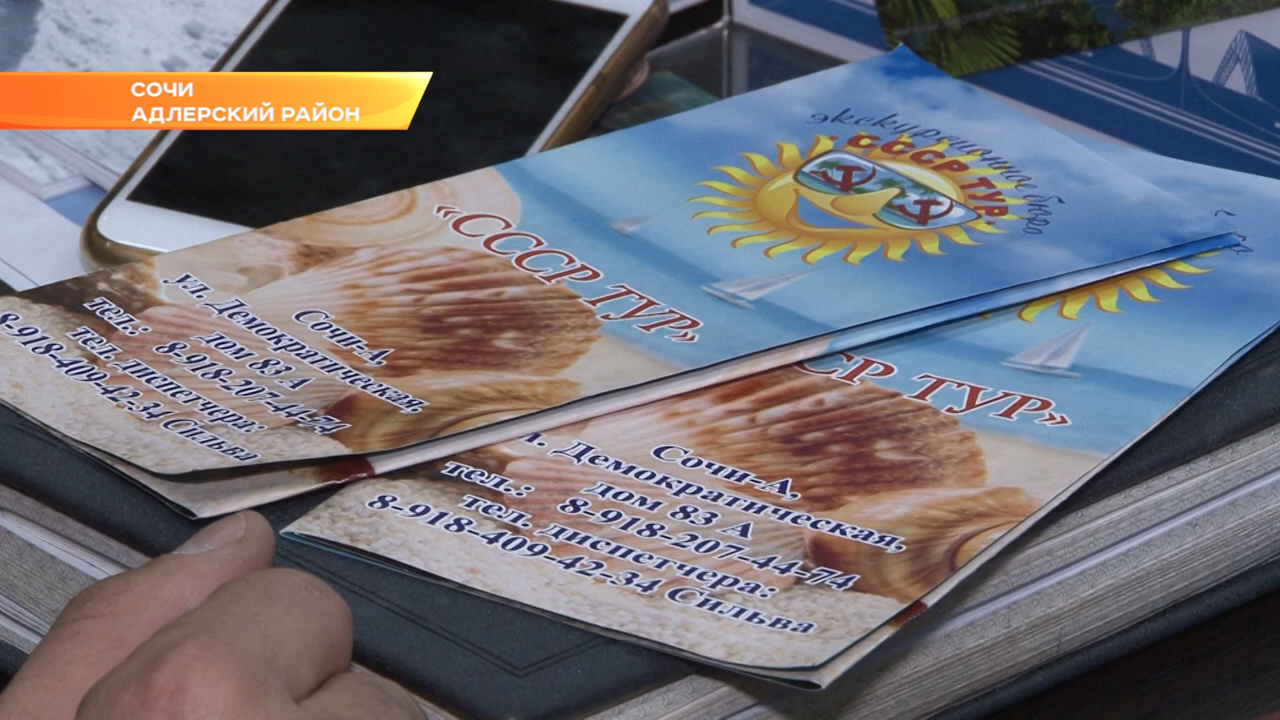 СОЧИ
АДЛЕРСКИЙ РАЙОН
экскурсионное бюро
СССР ТУР
«СССР ТУР»
Сочи-А,
ул. Демократическая,
дом 83 А
тел.: 8-918-207-44-74
тел. диспетчера:
8-918-409-42-34 Сильва
СР ТУР»
Сочи-А,
л. Демократическая,
дом 83 А
тел.: 8-918-207-44-74
тел. диспетчера:
8-918-409-42-34 Сильва